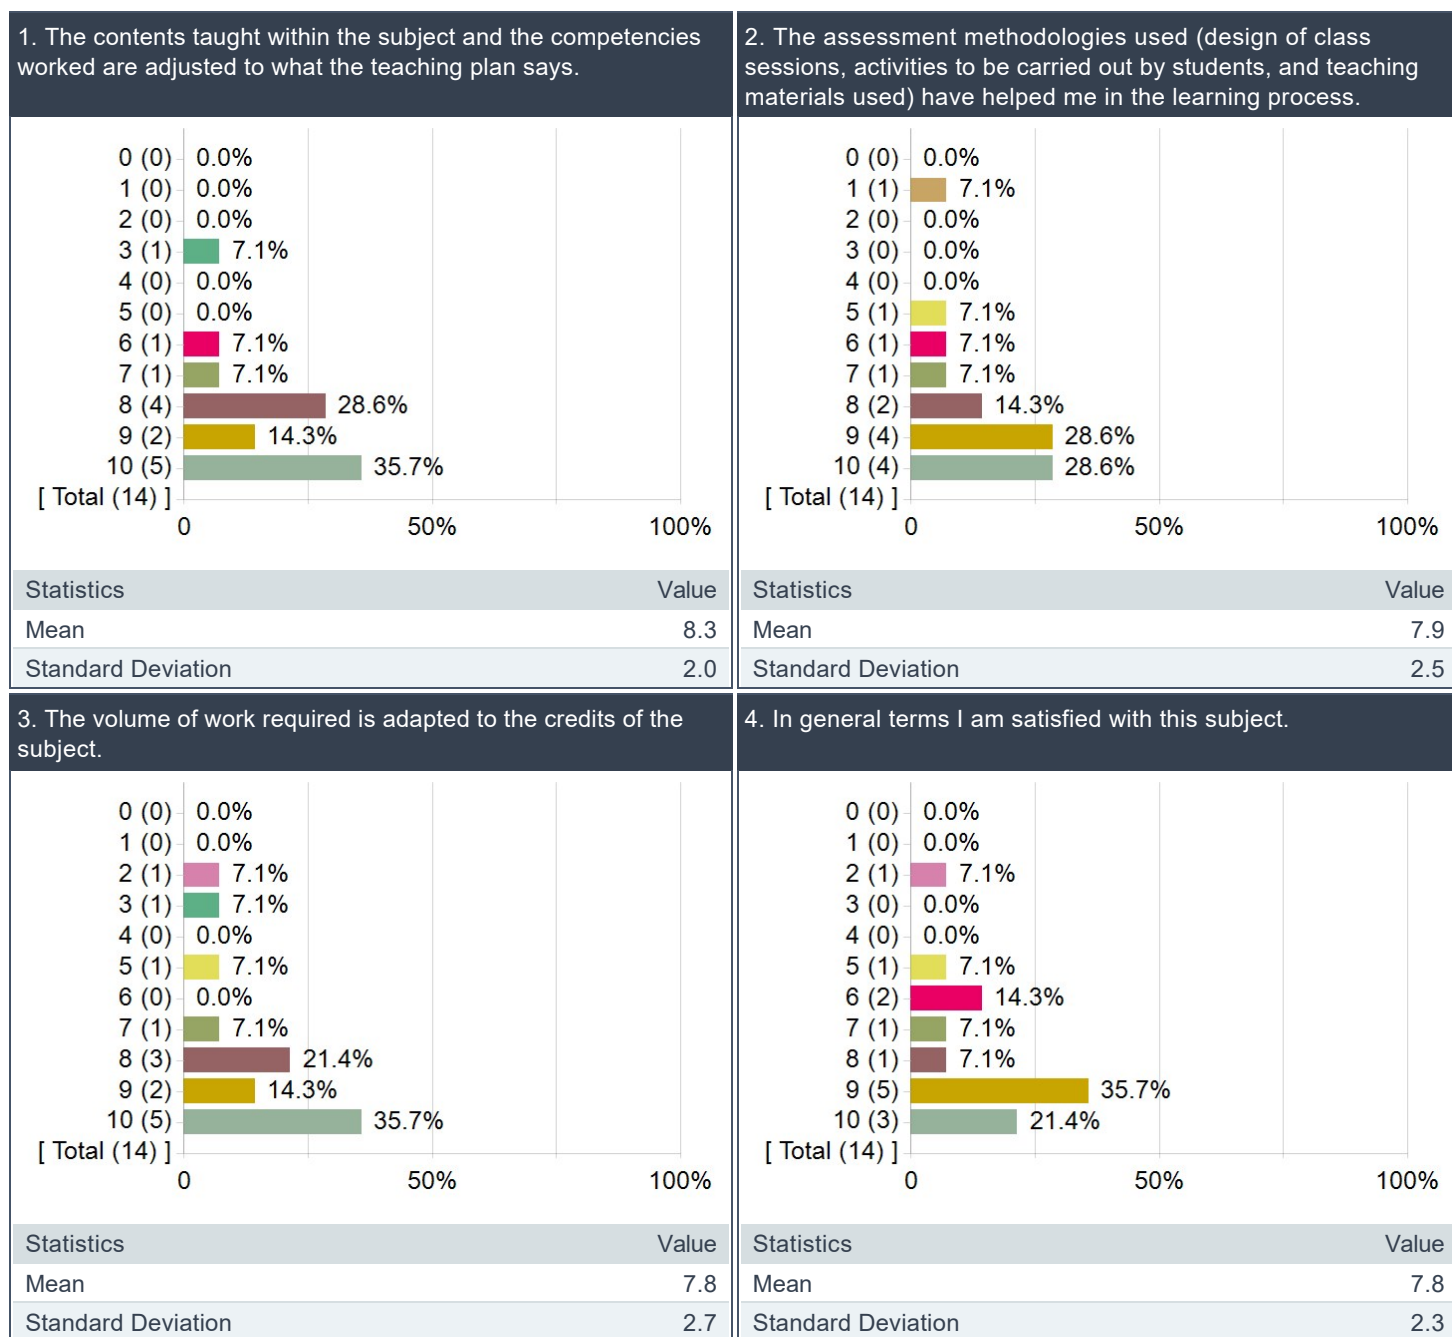 1. The contents taught within the subject and the competencies
worked are adjusted to what the teaching plan says.
0 (0) 0.0%
1 (0) 0.0%
2 (0) 0.0%
3 (1) 7.1%
4 (0) 0.0%
5 (0) 0.0%
6 (1) 7.1%
7 (1) 7.1%
8 (4) 28.6%
9 (2) 14.3%
10 (5) 35.7%
[ Total (14) ]
0 50% 100%
Statistics Value
Mean 8.3
Standard Deviation 2.0
2. The assessment methodologies used (design of class
sessions, activities to be carried out by students, and teaching
materials used) have helped me in the learning process.
0 (0) 0.0%
1 (1) 7.1%
2 (0) 0.0%
3 (0) 0.0%
4 (0) 0.0%
5 (1) 7.1%
6 (1) 7.1%
7 (1) 7.1%
8 (2) 14.3%
9 (4) 28.6%
10 (4) 28.6%
[ Total (14) ]
0 50% 100%
Statistics Value
Mean 7.9
Standard Deviation 2.5
3. The volume of work required is adapted to the credits of the
subject.
0 (0) 0.0%
1 (0) 0.0%
2 (1) 7.1%
3 (1) 7.1%
4 (0) 0.0%
5 (1) 7.1%
6 (0) 0.0%
7 (1) 7.1%
8 (3) 21.4%
9 (2) 14.3%
10 (5) 35.7%
[ Total (14) ]
0 50% 100%
Statistics Value
Mean 7.8
Standard Deviation 2.7
4. In general terms I am satisfied with this subject.
0 (0) 0.0%
1 (0) 0.0%
2 (1) 7.1%
3 (0) 0.0%
4 (0) 0.0%
5 (1) 7.1%
6 (2) 14.3%
7 (1) 7.1%
8 (1) 7.1%
9 (5) 35.7%
10 (3) 21.4%
[ Total (14) ]
0 50% 100%
Statistics Value
Mean 7.8
Standard Deviation 2.3